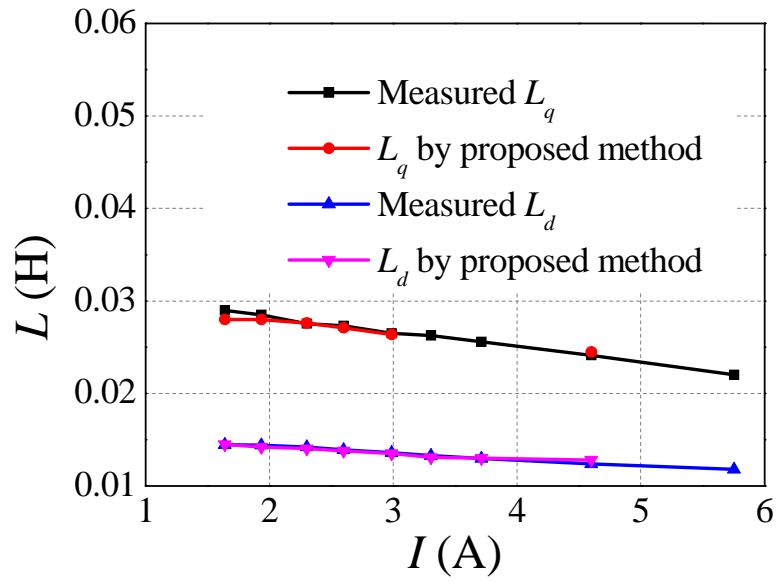 0.06
0.05
0.04
0.03
0.02
0.01
L (H)
Measured L_q
L_q by proposed method
Measured L_d
L_d by proposed method
1 2 3 4 5 6
I (A)